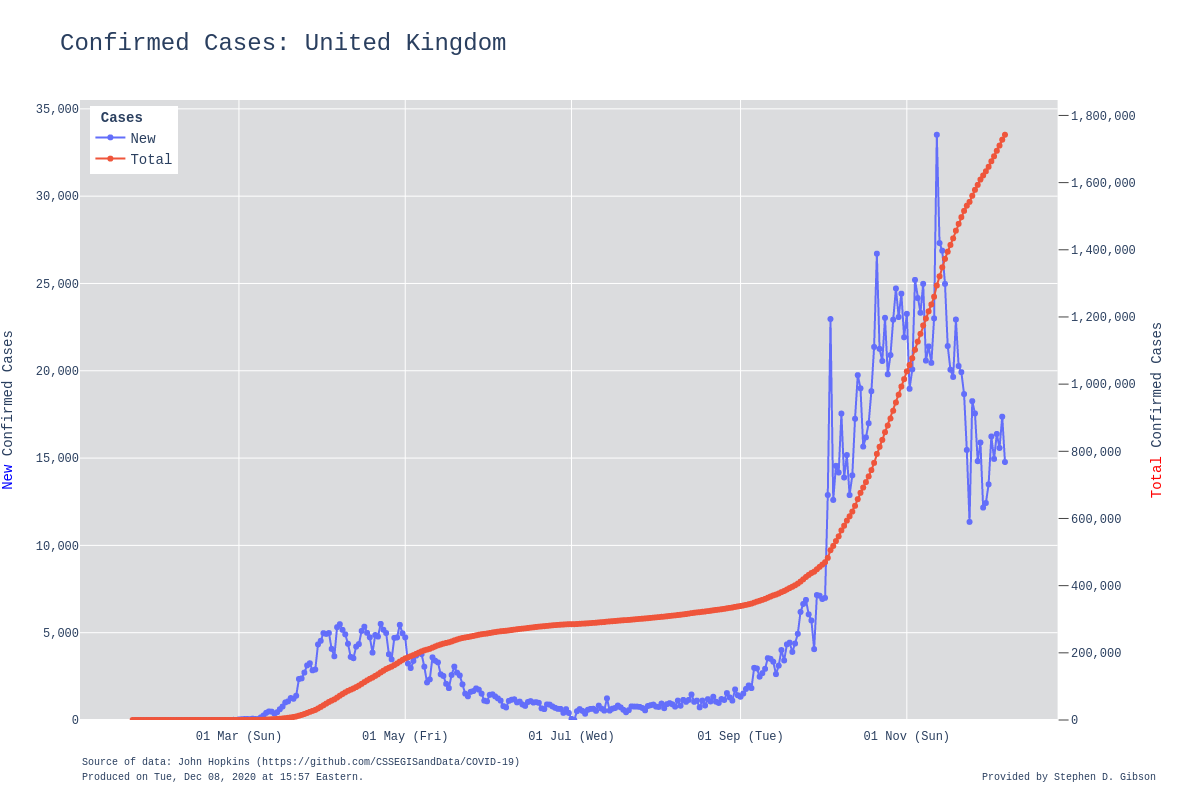 Confirmed Cases: United Kingdom
Cases
New
Total
35,000
30,000
25,000
20,000
15,000
10,000
5,000
0
New Confirmed Cases
1,800,000
1,600,000
1,400,000
1,200,000
1,000,000
800,000
600,000
400,000
200,000
0
Total Confirmed Cases
01 Mar (Sun) 01 May (Fri) 01 Jul (Wed) 01 Sep (Tue) 01 Nov (Sun)
Source of data: John Hopkins (https://github.com/CSSEGISandData/COVID-19)
Produced on Tue, Dec 08, 2020 at 15:57 Eastern.
Provided by Stephen D. Gibson